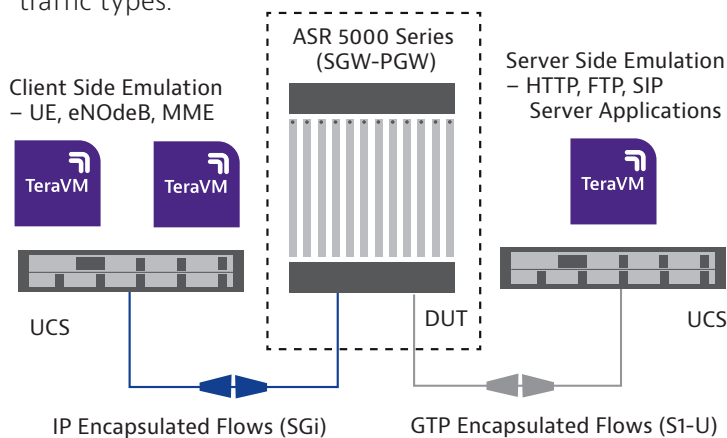 traffic types.
ASR 5000 Series
(SGW-PGW)
Client Side Emulation
– UE, eNOdeB, MME
Server Side Emulation
– HTTP, FTP, SIP
Server Applications
TeraVM
TeraVM
TeraVM
UCS
DUT
UCS
IP Encapsulated Flows (SGi)
GTP Encapsulated Flows (S1-U)